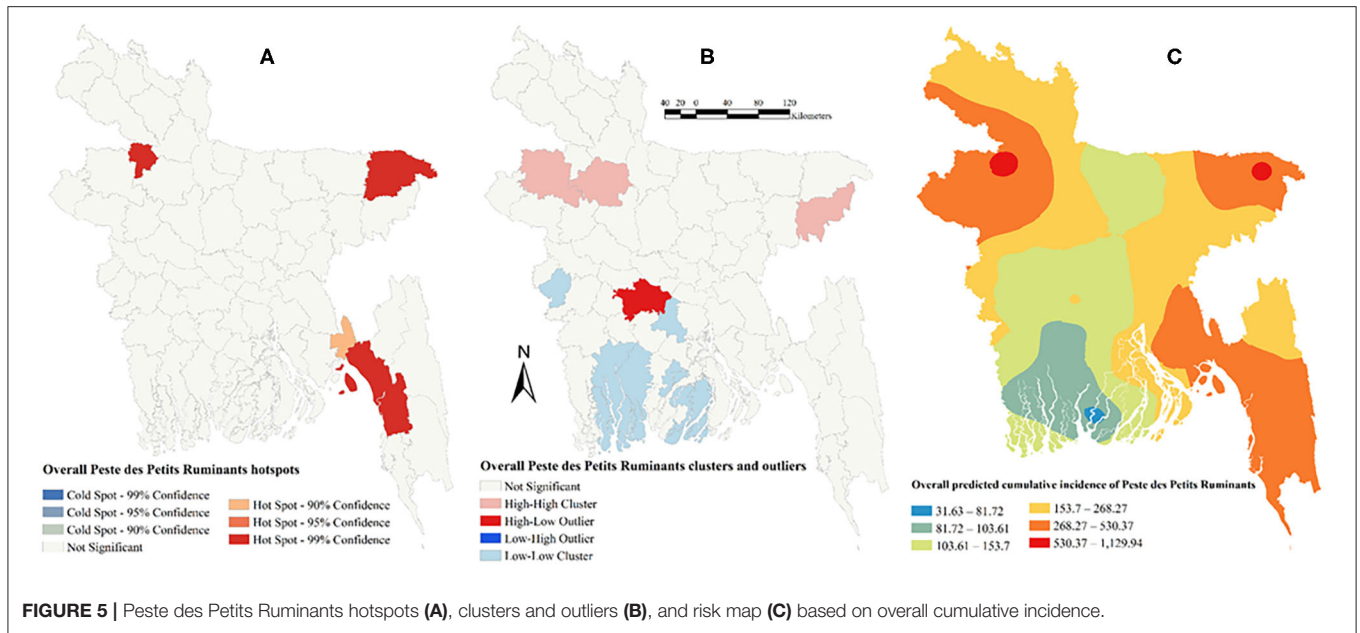 A
B
C
40 20 0 40 80 120
Kilometers
N
Overall Peste des Petits Ruminants hotspots
Cold Spot - 99% Confidence
Cold Spot - 95% Confidence
Cold Spot - 90% Confidence
Not Significant
Hot Spot - 90% Confidence
Hot Spot - 95% Confidence
Hot Spot - 99% Confidence
Overall Peste des Petits Ruminants clusters and outliers
Not Significant
High-High Cluster
High-Low Outlier
Low-High Outlier
Low-Low Cluster
Overall predicted cumulative incidence of Peste des Petits Ruminants
31.63 – 81.72
81.72 – 103.61
103.61 – 153.7
153.7 – 268.27
268.27 – 530.37
530.37 – 1,129.94
FIGURE 5 | Peste des Petits Ruminants hotspots (A), clusters and outliers (B), and risk map (C) based on overall cumulative incidence.